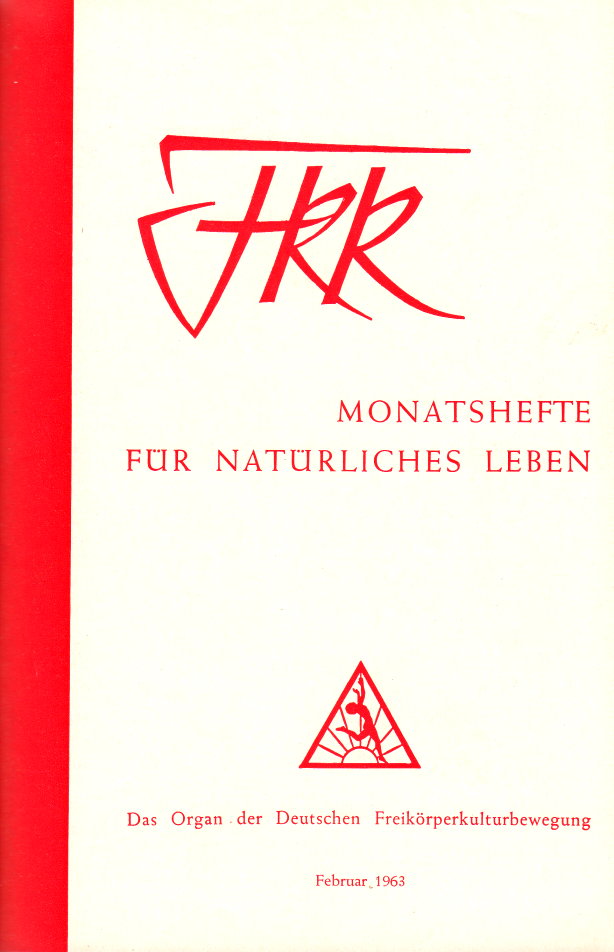 FKK
MONATSHEFTE
FÜR NATÜRLICHES LEBEN
Das Organ der Deutschen Freikörperkulturbewegung
Februar 1963